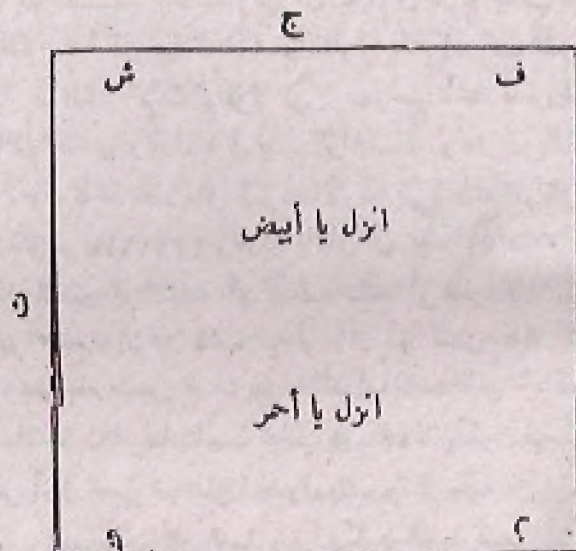 ج
ف ش
انزل يا أبيض
انزل يا أحمر